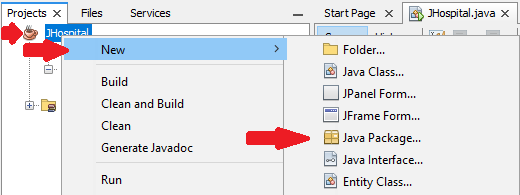 Projects
Files
Services
Start Page
JHospital.java
JHospital
New
Build
Clean and Build
Clean
Generate Javadoc
Run
Folder...
Java Class...
JPanel Form...
JFrame Form...
Java Package...
Java Interface...
Entity Class...